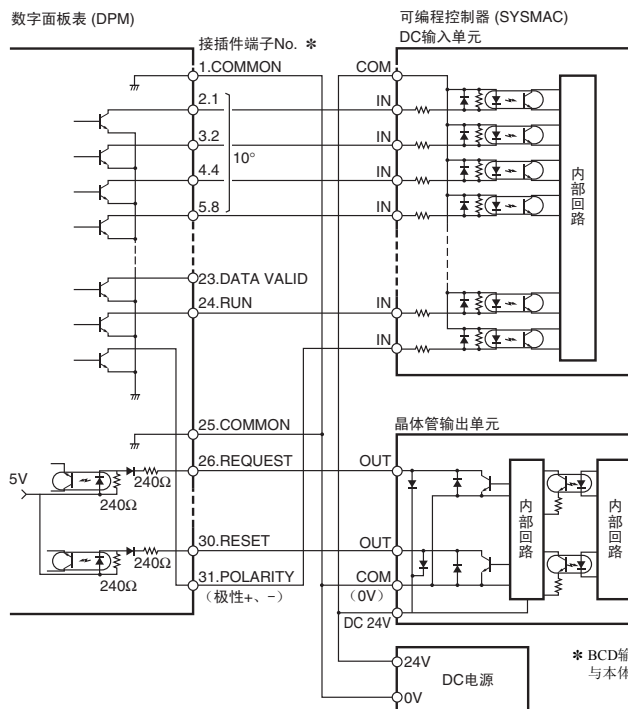 数字面板表 (DPM)
接插件端子No. ✻
1.COMMON
2.1
3.2
10°
4.4
5.8
23.DATA VALID
24.RUN
25.COMMON
26.REQUEST
5V
240Ω
240Ω
30.RESET
240Ω
240Ω
31.POLARITY
(极性+、-)
可编程控制器 (SYSMAC)
DC输入单元
COM
IN
IN
IN
IN
IN
IN
内部回路
晶体管输出单元
OUT
OUT
COM
(0V)
DC 24V
内部回路
内部回路
24V
DC电源
0V
✻ BCD输
与本体